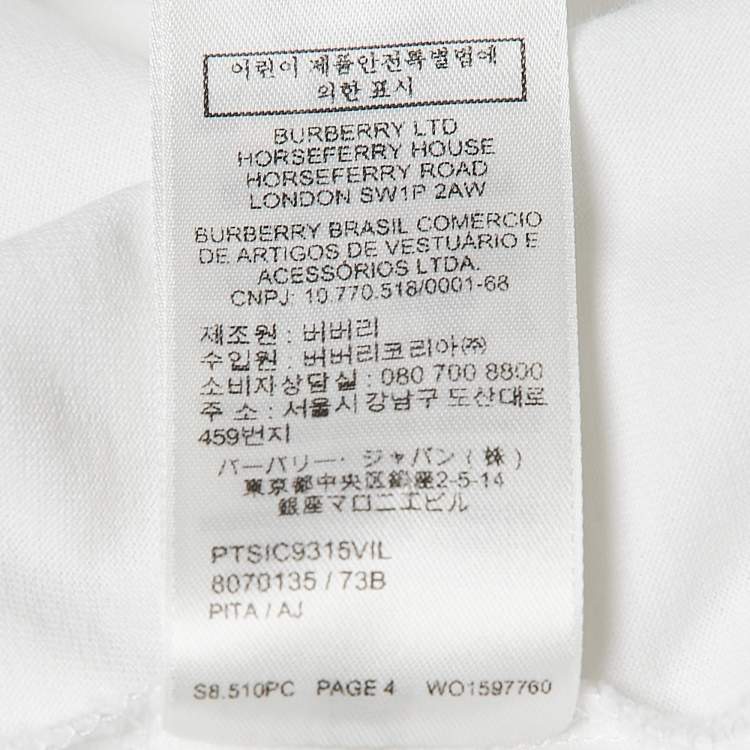 어린이 제품안전특별법에
의한 표시
BURBERRY LTD
HORSEFERRY HOUSE
HORSEFERRY ROAD
LONDON SW1P 2AW
BURBERRY BRASIL COMÉRCIO
DE ARTIGOS DE VESTUÁRIO E
ACESSÓRIOS LTDA.
CNPJ: 10.770.518/0001-68
제조원 : 버버리
수입원 : 버버리코리아㈜
소비자상담실 : 080 700 8800
주 소 : 서울시 강남구 도산대로
459번지
バーバリー・ジャパン(株)
東京都中央区銀座2-5-14
銀座マロニエビル
PTSIC9315VIL
8070135 / 73B
PITA / AJ
S8.510PC PAGE 4 WO1597760